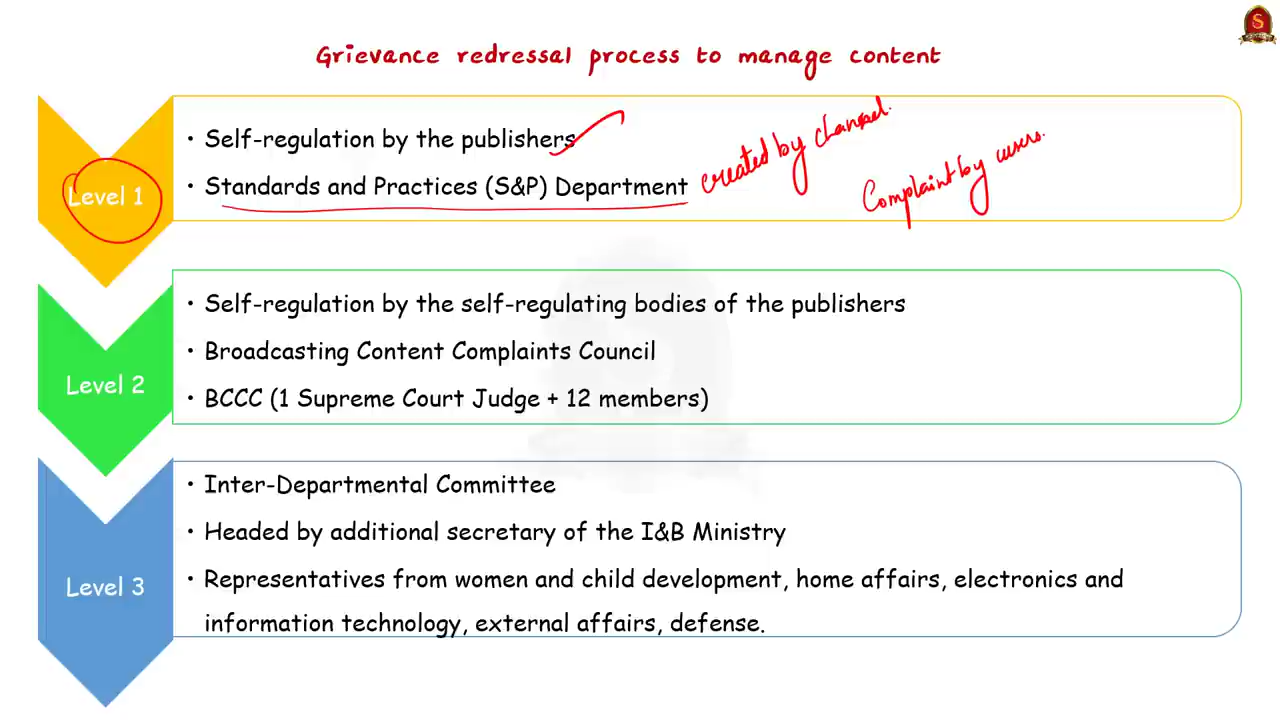 Grievance redressal process to manage content
Level 1
• Self-regulation by the publishers
• Standards and Practices (S&P) Department
created by channel.
Complaint by users.
Level 2
• Self-regulation by the self-regulating bodies of the publishers
• Broadcasting Content Complaints Council
• BCCC (1 Supreme Court Judge + 12 members)
Level 3
• Inter-Departmental Committee
• Headed by additional secretary of the I&B Ministry
• Representatives from women and child development, home affairs, electronics and
information technology, external affairs, defense.